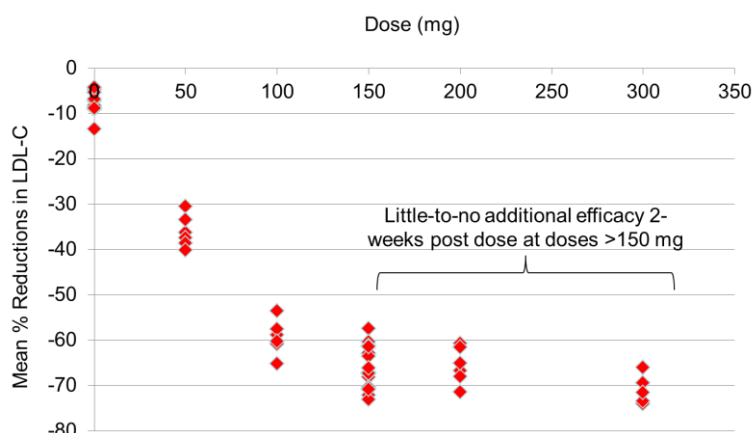 Dose (mg)
0
0 50 100 150 200 250 300 350
-10
-20
-30
Little-to-no additional efficacy 2-
weeks post dose at doses >150 mg
-40
-50
-60
-70
-80
Mean % Reductions in LDL-C